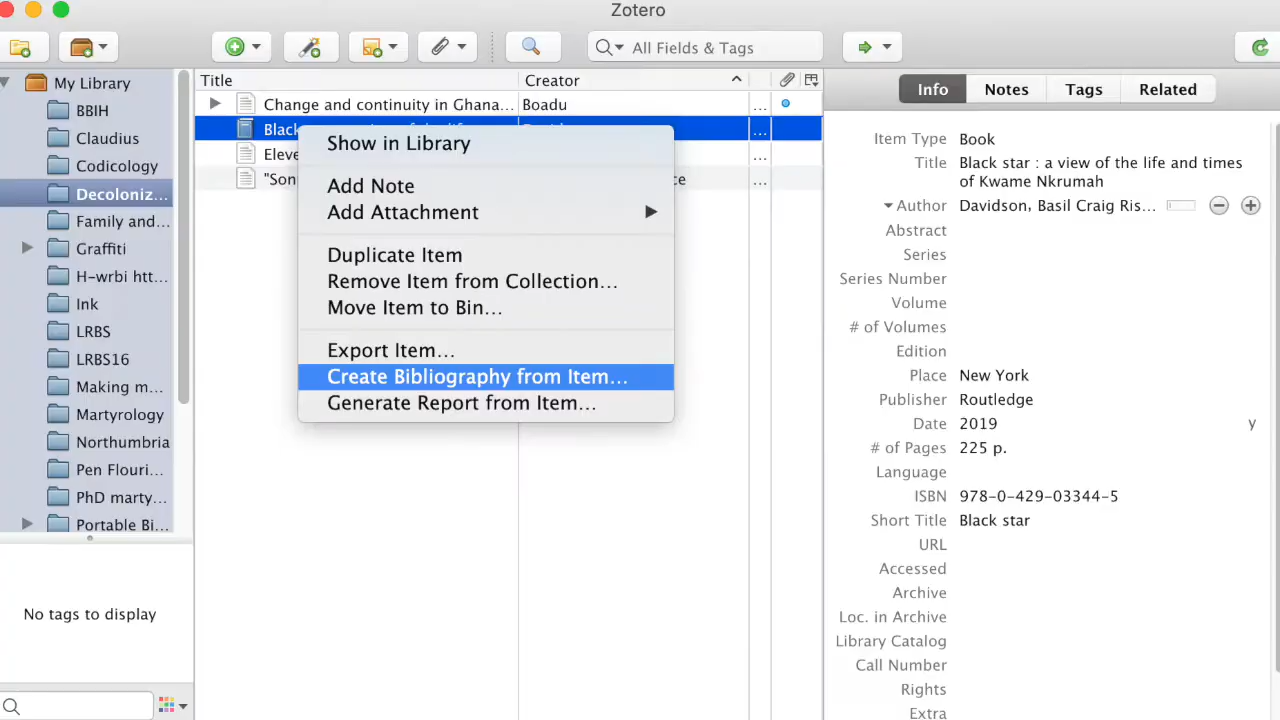 Zotero
All Fields & Tags
My Library
BBIH
Claudius
Codicology
Decoloniz...
Family and...
Graffiti
H-wrbi htt...
Ink
LRBS
LRBS16
Making m...
Martyrology
Northumbria
Pen Flouri...
PhD marty...
Portable Bi...
No tags to display
Title Creator
Change and continuity in Ghana... Boadu ...
Black ...
Eleve ...
"Son ce ...
Show in Library
Add Note
Add Attachment
Duplicate Item
Remove Item from Collection...
Move Item to Bin...
Export Item...
Create Bibliography from Item...
Generate Report from Item...
Info Notes Tags Related
Item Type Book
Title Black star : a view of the life and times
of Kwame Nkrumah
Author Davidson, Basil Craig Ris...
Abstract
Series
Series Number
Volume
# of Volumes
Edition
Place New York
Publisher Routledge
Date 2019 y
# of Pages 225 p.
Language
ISBN 978-0-429-03344-5
Short Title Black star
URL
Accessed
Archive
Loc. in Archive
Library Catalog
Call Number
Rights
Extra